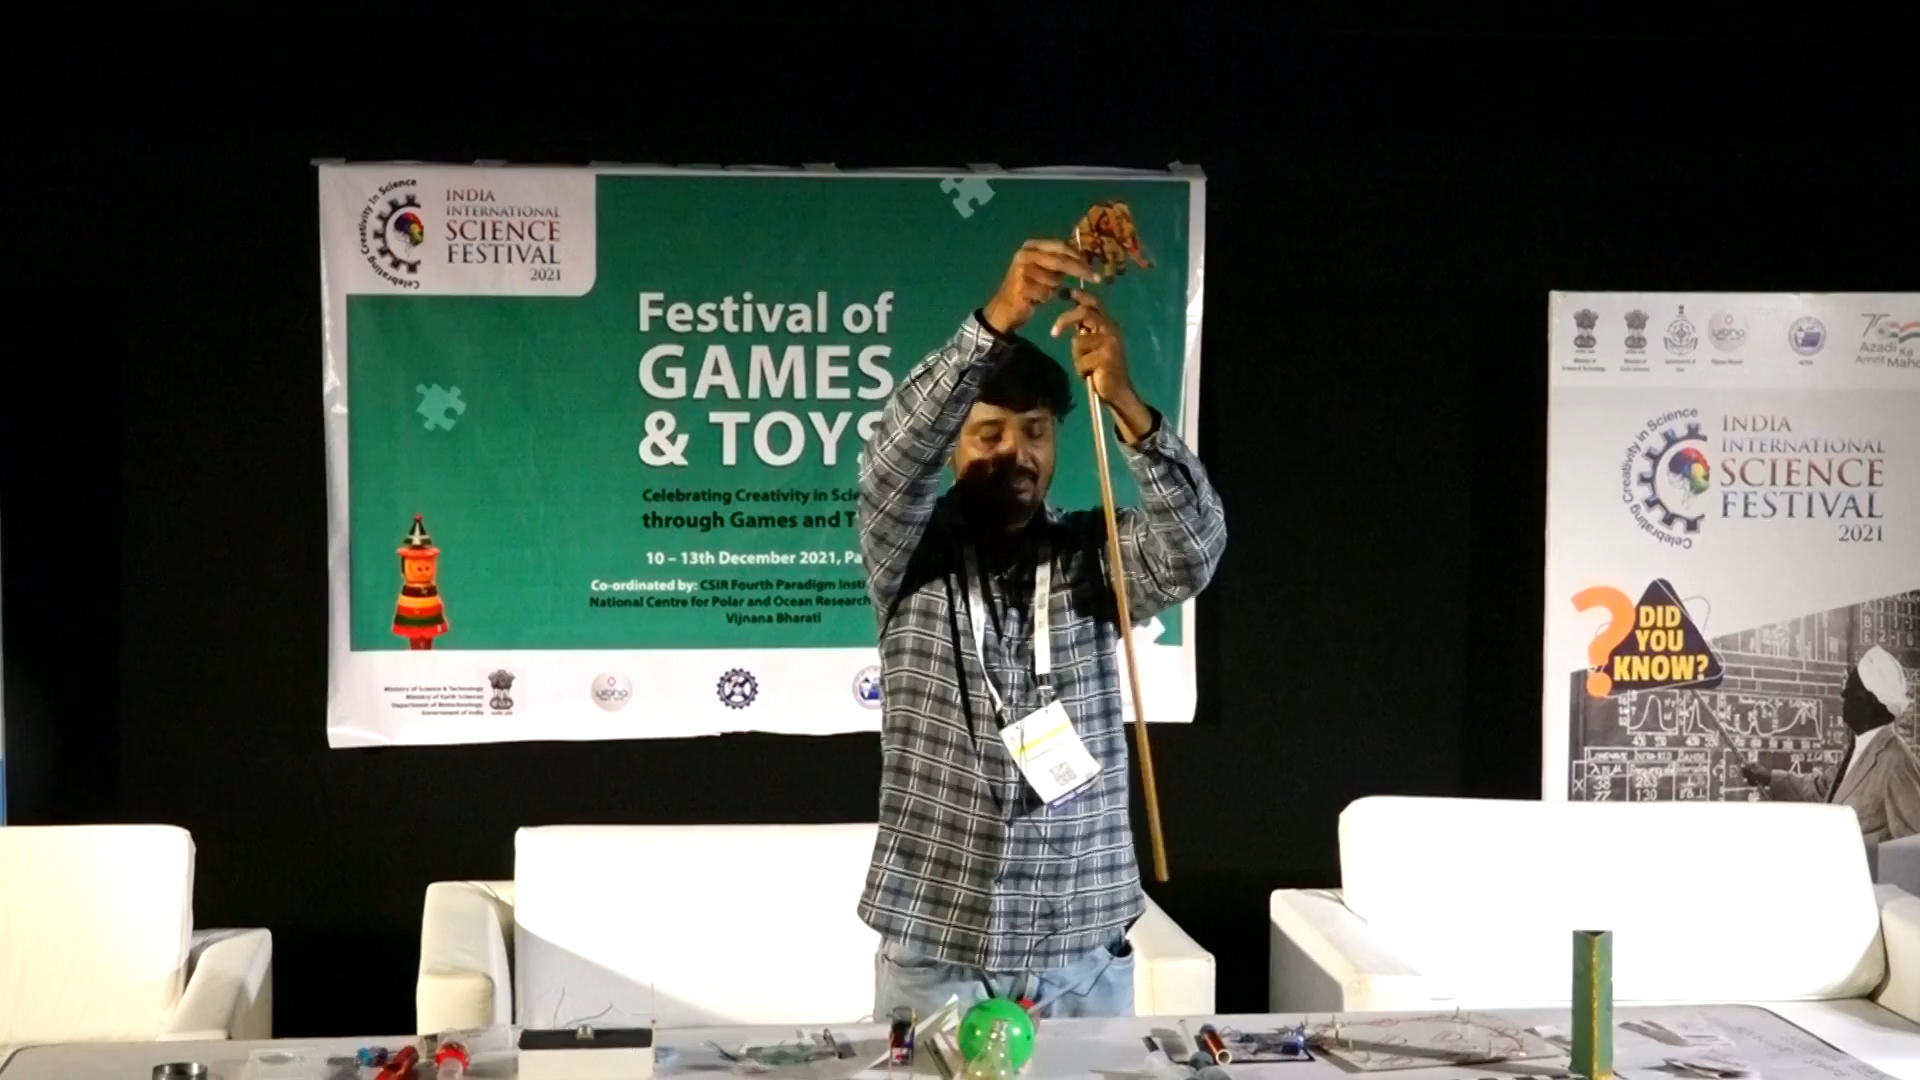 Celebrating Creativity in Science
INDIA
INTERNATIONAL
SCIENCE
FESTIVAL
2021
Festival of
GAMES
& TOYS
Celebrating Creativity in Scie
through Games and T
10 – 13th December 2021, Pa
Co-ordinated by: CSIR Fourth Paradigm Insti
National Centre for Polar and Ocean Research
Vijnana Bharati
Ministry of Science & Technology
Ministry of Earth Sciences
Department of Biotechnology,
Government of India
vibha
75
Azadi Ka
Amrit Maho
Celebrating Creativity in Science
INDIA
INTERNATIONAL
SCIENCE
FESTIVAL
2021
?
DID
YOU
KNOW?